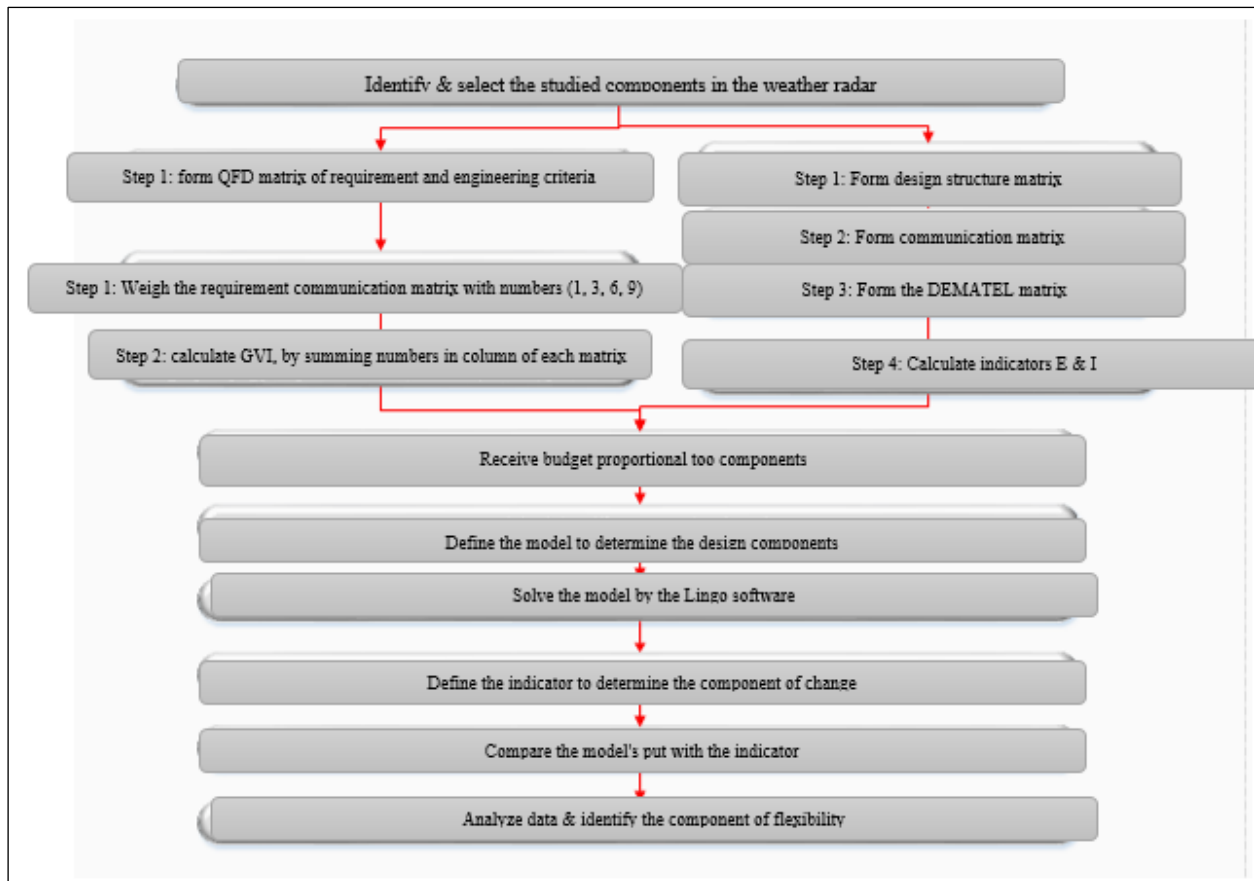 Identify & select the studied components in the weather radar
Step 1: form QFD matrix of requirement and engineering criteria
Step 1: Form design structure matrix
Step 2: Form communication matrix
Step 1: Weigh the requirement communication matrix with numbers (1, 3, 6, 9)
Step 3: Form the DEMATEL matrix
Step 2: calculate GVI, by summing numbers in column of each matrix
Step 4: Calculate indicators E & I
Receive budget proportional too components
Define the model to determine the design components
Solve the model by the Lingo software
Define the indicator to determine the component of change
Compare the model's put with the indicator
Analyze data & identify the component of flexibility